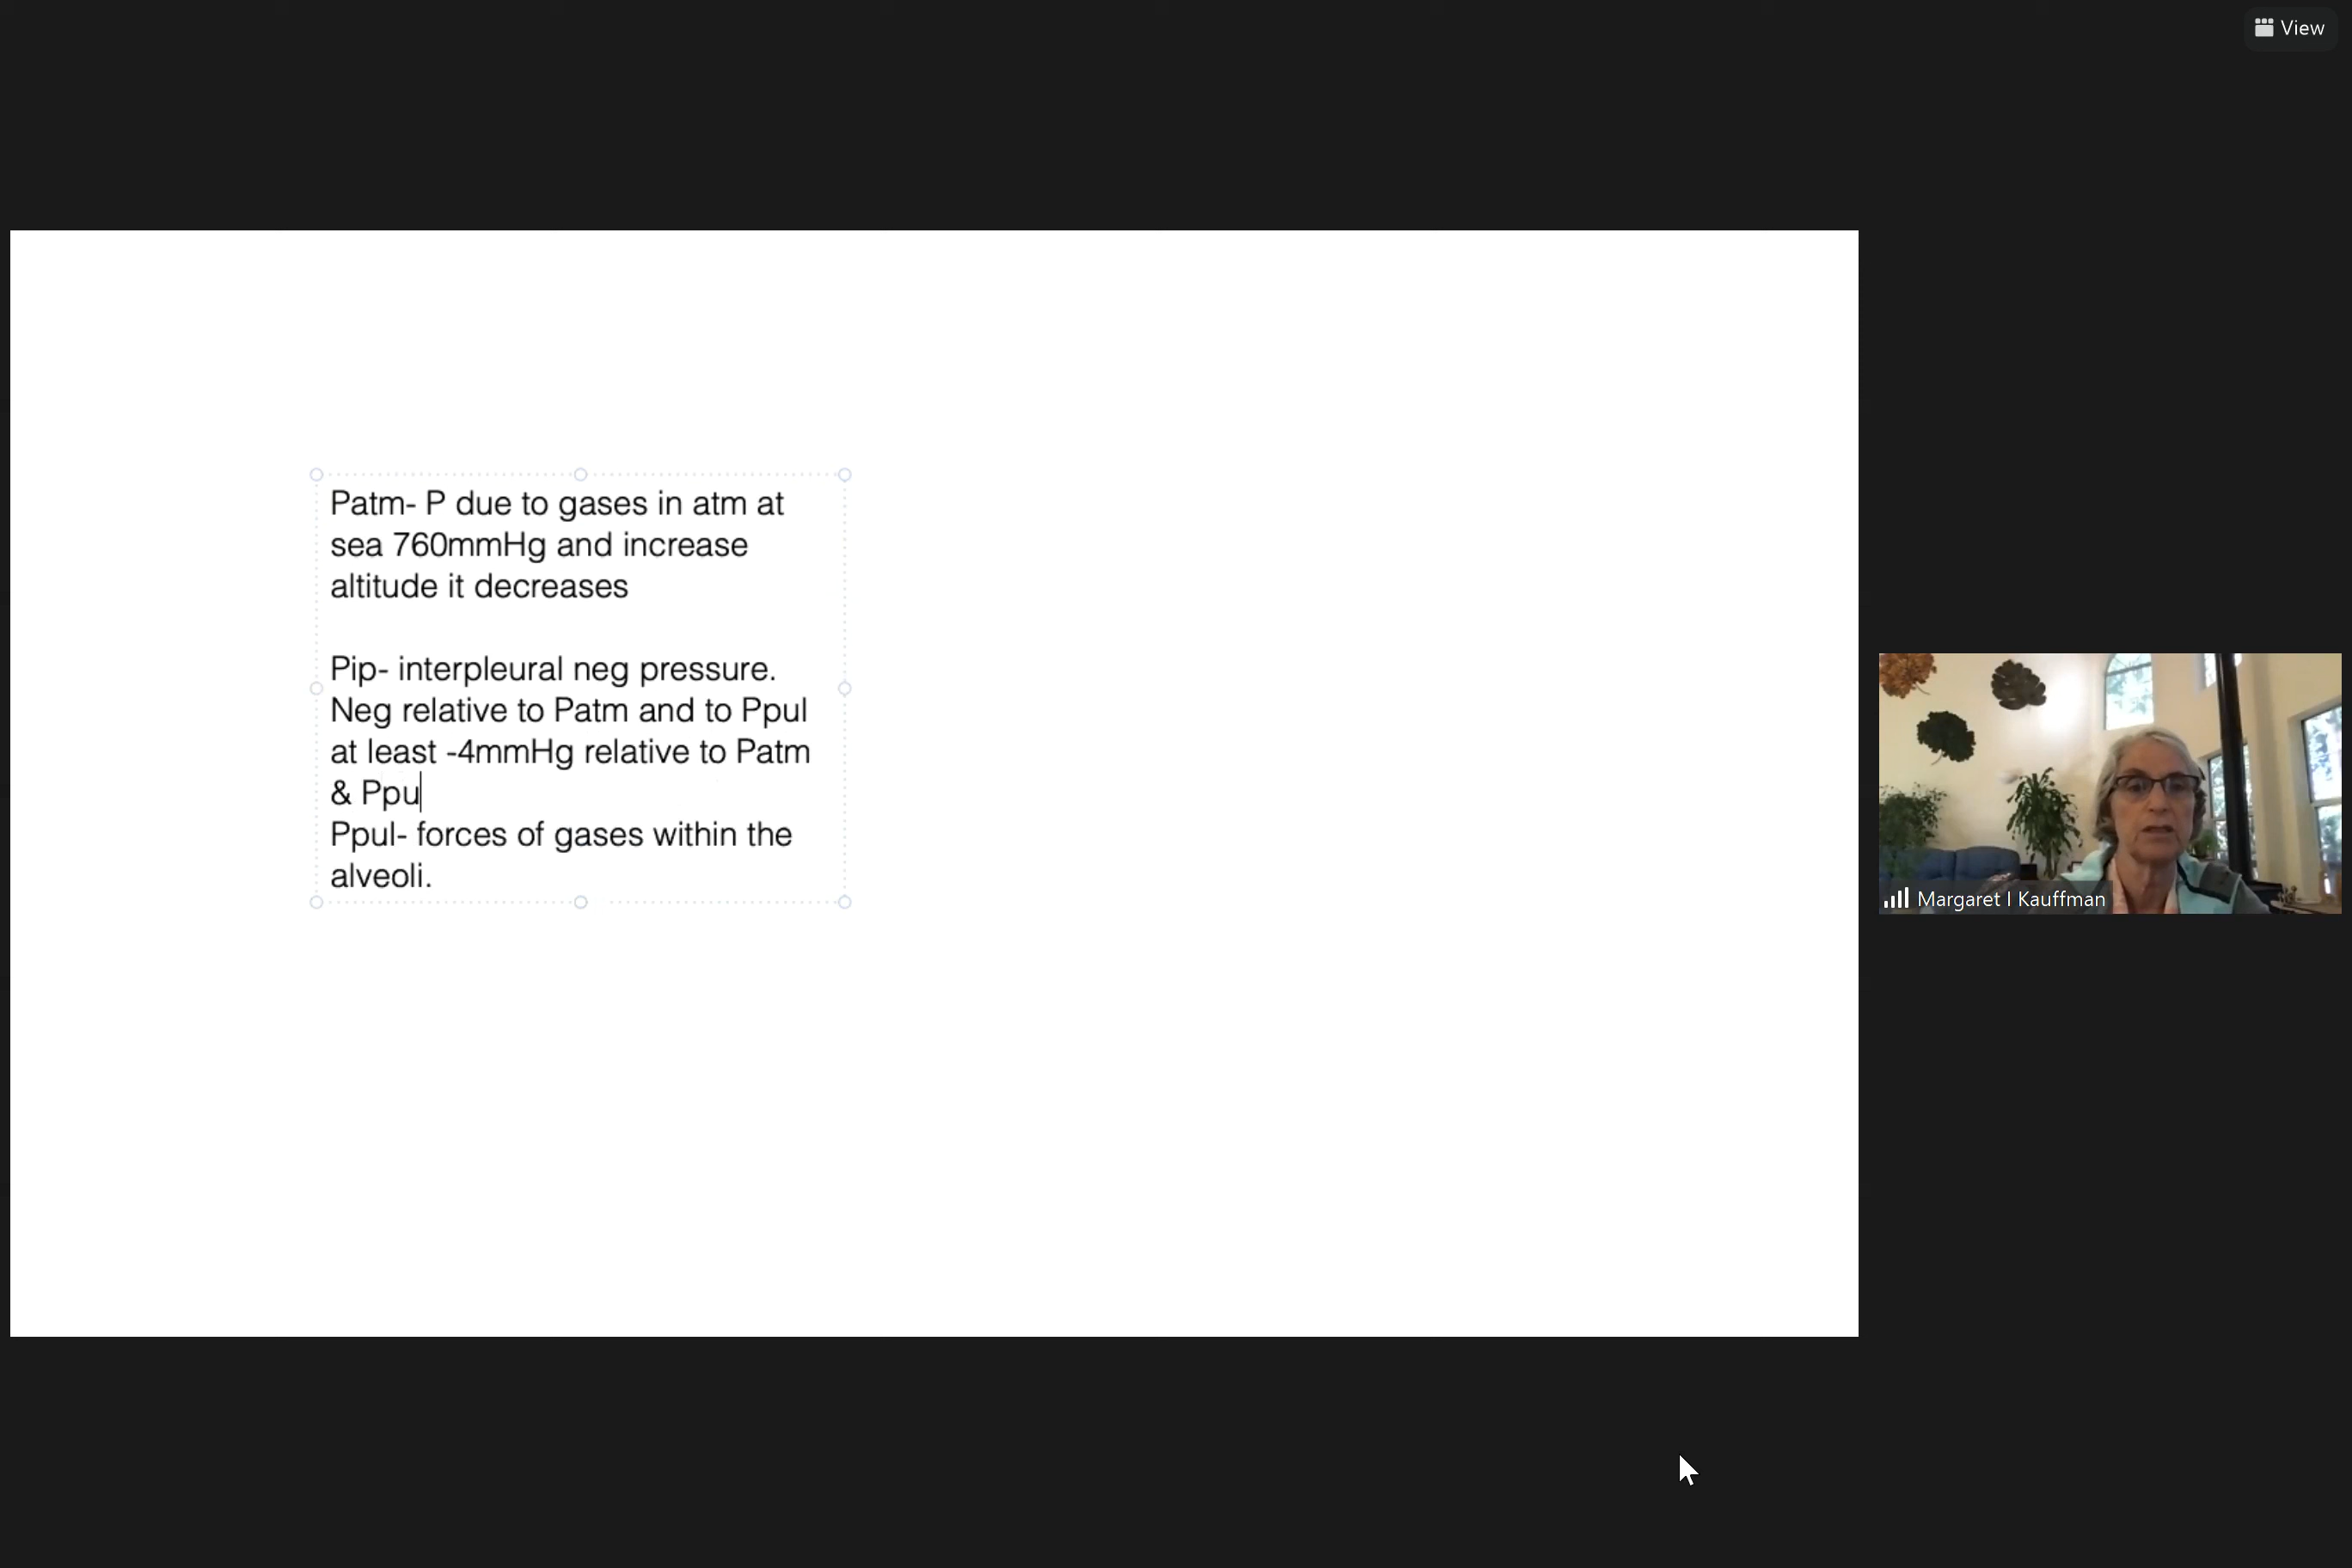 View
Patm- P due to gases in atm at
sea 760mmHg and increase
altitude it decreases
Pip- interpleural neg pressure.
Neg relative to Patm and to Ppul
at least -4mmHg relative to Patm
& Ppu
Ppul- forces of gases within the
alveoli.
Margaret I Kauffman